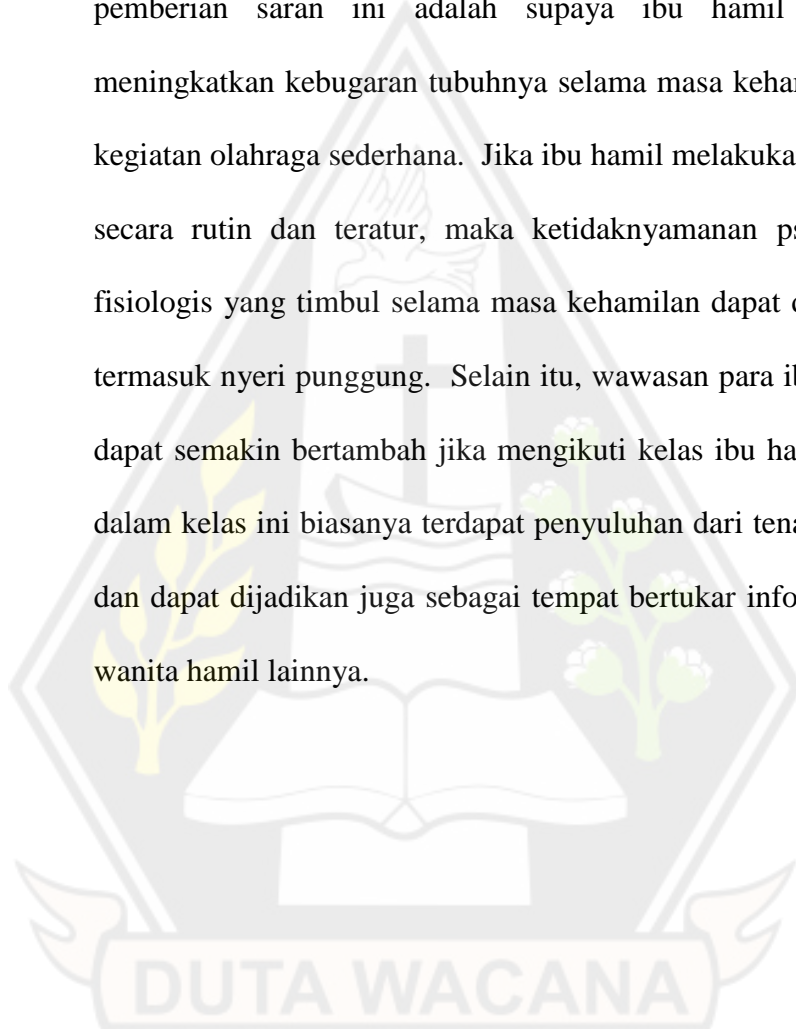 pemberian saran ini adalah supaya ibu hamil
meningkatkan kebugaran tubuhnya selama masa keha
kegiatan olahraga sederhana. Jika ibu hamil melakuka
secara rutin dan teratur, maka ketidaknyamanan ps
fisiologis yang timbul selama masa kehamilan dapat
termasuk nyeri punggung. Selain itu, wawasan para ib
dapat semakin bertambah jika mengikuti kelas ibu ha
dalam kelas ini biasanya terdapat penyuluhan dari tena
dan dapat dijadikan juga sebagai tempat bertukar info
wanita hamil lainnya.
DUTA WACANA